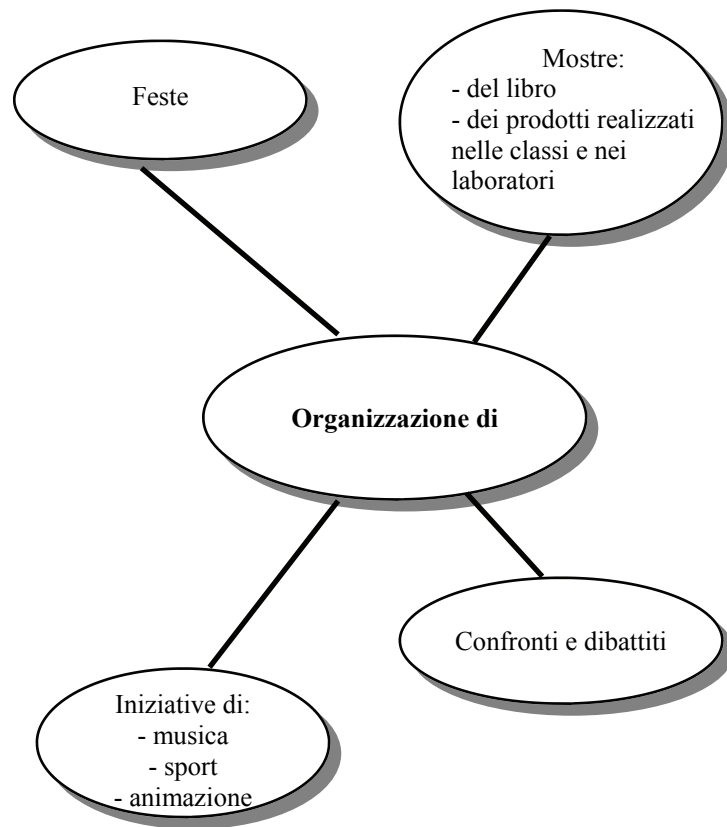 Feste
Mostre:
- del libro
- dei prodotti realizzati
nelle classi e nei
laboratori
Organizzazione di
Confronti e dibattiti
Iniziative di:
- musica
- sport
- animazione